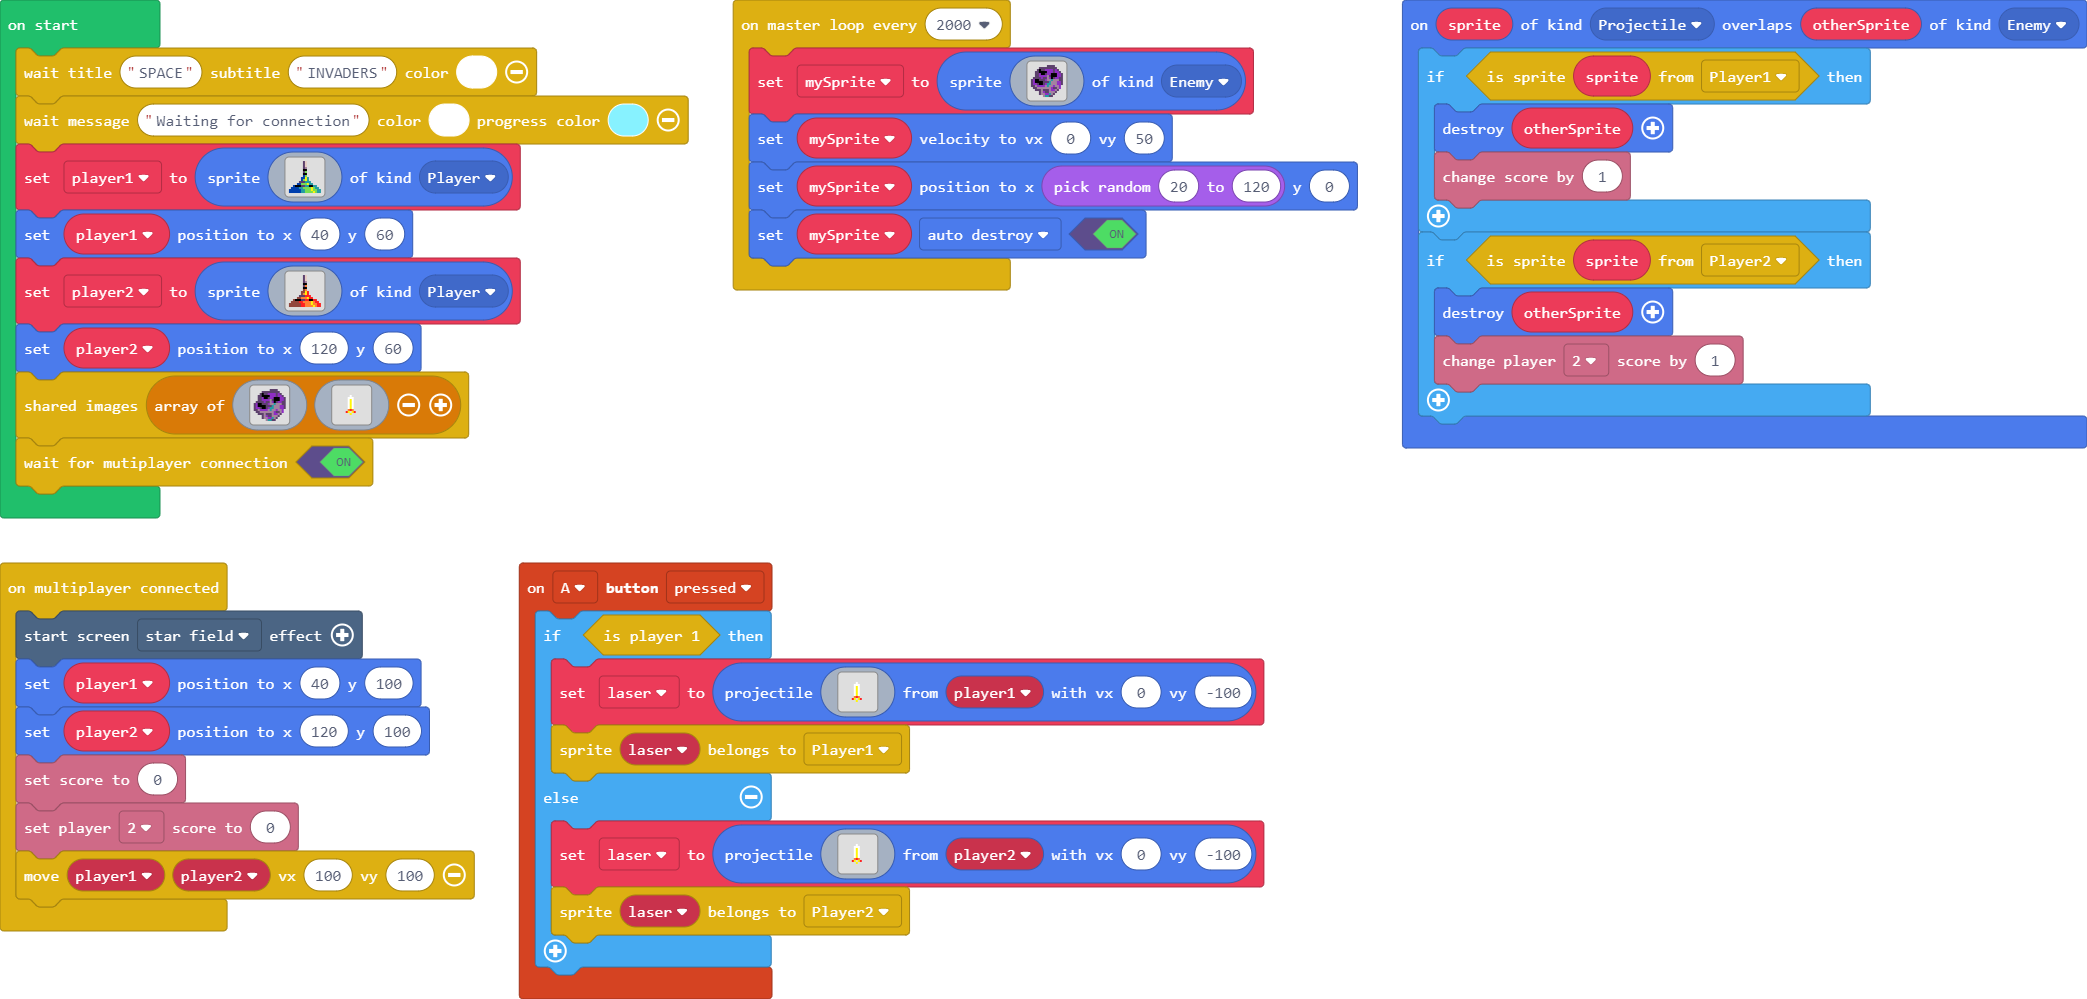 on start
wait title "SPACE" subtitle "INVADERS" color
wait message "Waiting for connection" color progress color
set player1 to sprite of kind Player
set player1 position to x 40 y 60
set player2 to sprite of kind Player
set player2 position to x 120 y 60
shared images array of
wait for mutiplayer connection ON
on master loop every 2000
set mySprite to sprite of kind Enemy
set mySprite velocity to vx 0 vy 50
set mySprite position to x pick random 20 to 120 y 0
set mySprite auto destroy ON
on sprite of kind Projectile overlaps otherSprite of kind Enemy
if is sprite sprite from Player1 then
destroy otherSprite
change score by 1
if is sprite sprite from Player2 then
destroy otherSprite
change player 2 score by 1
on multiplayer connected
start screen star field effect
set player1 position to x 40 y 100
set player2 position to x 120 y 100
set score to 0
set player 2 score to 0
move player1 player2 vx 100 vy 100
on A button pressed
if is player 1 then
set laser to projectile from player1 with vx 0 vy -100
sprite laser belongs to Player1
else
set laser to projectile from player2 with vx 0 vy -100
sprite laser belongs to Player2